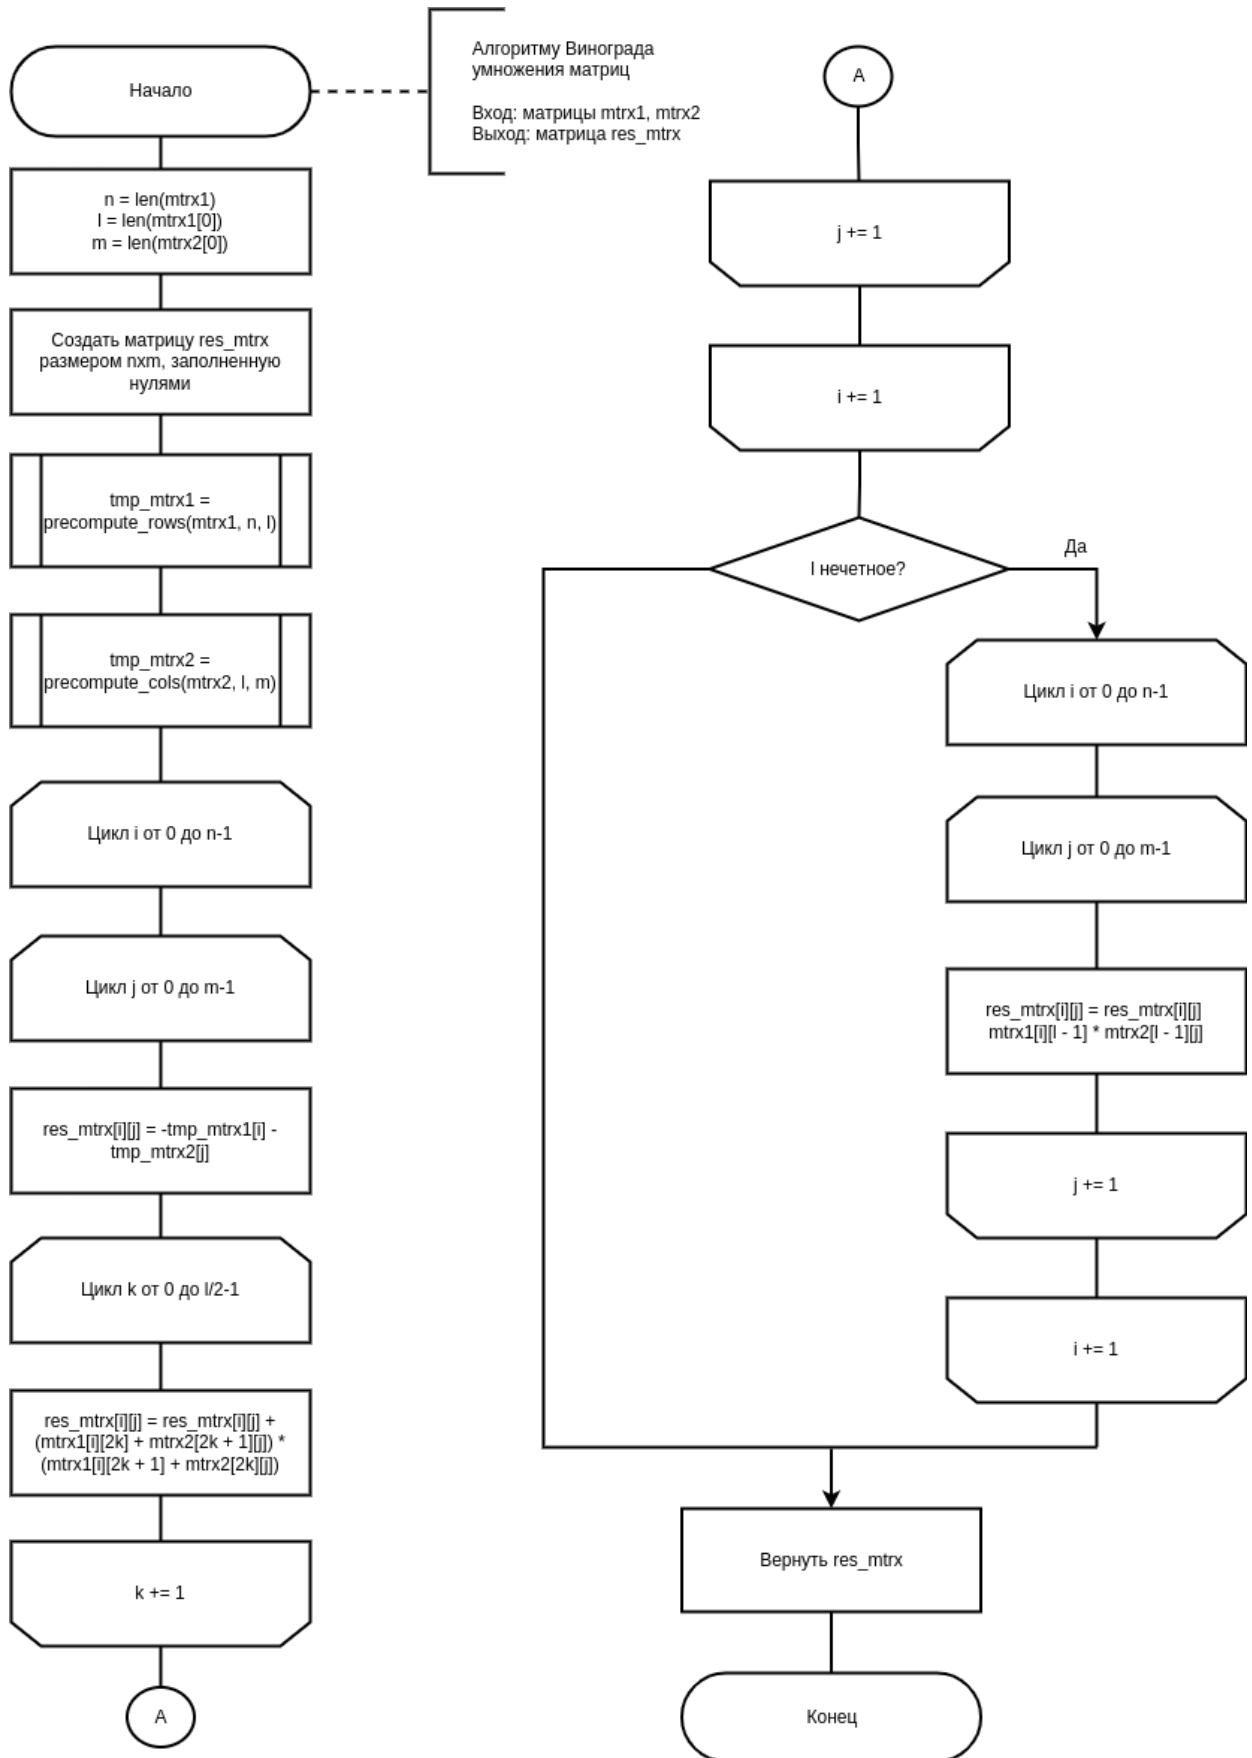 Начало
Алгоритму Винограда
умножения матриц
Вход: матрицы mtrx1, mtrx2
Выход: матрица res_mtrx
n = len(mtrx1)
l = len(mtrx1[0])
m = len(mtrx2[0])
Создать матрицу res_mtrx
размером nxm, заполненную
нулями
tmp_mtrx1 =
precompute_rows(mtrx1, n, l)
tmp_mtrx2 =
precompute_cols(mtrx2, l, m)
Цикл i от 0 до n-1
Цикл j от 0 до m-1
res_mtrx[i][j] = -tmp_mtrx1[i] -
tmp_mtrx2[j]
Цикл k от 0 до l/2-1
res_mtrx[i][j] = res_mtrx[i][j] +
(mtrx1[i][2k] + mtrx2[2k + 1][j]) *
(mtrx1[i][2k + 1] + mtrx2[2k][j])
k += 1
A
A
j += 1
i += 1
l нечетное?
Да
Цикл i от 0 до n-1
Цикл j от 0 до m-1
res_mtrx[i][j] = res_mtrx[i][j]
mtrx1[i][l - 1] * mtrx2[l - 1][j]
j += 1
i += 1
Вернуть res_mtrx
Конец